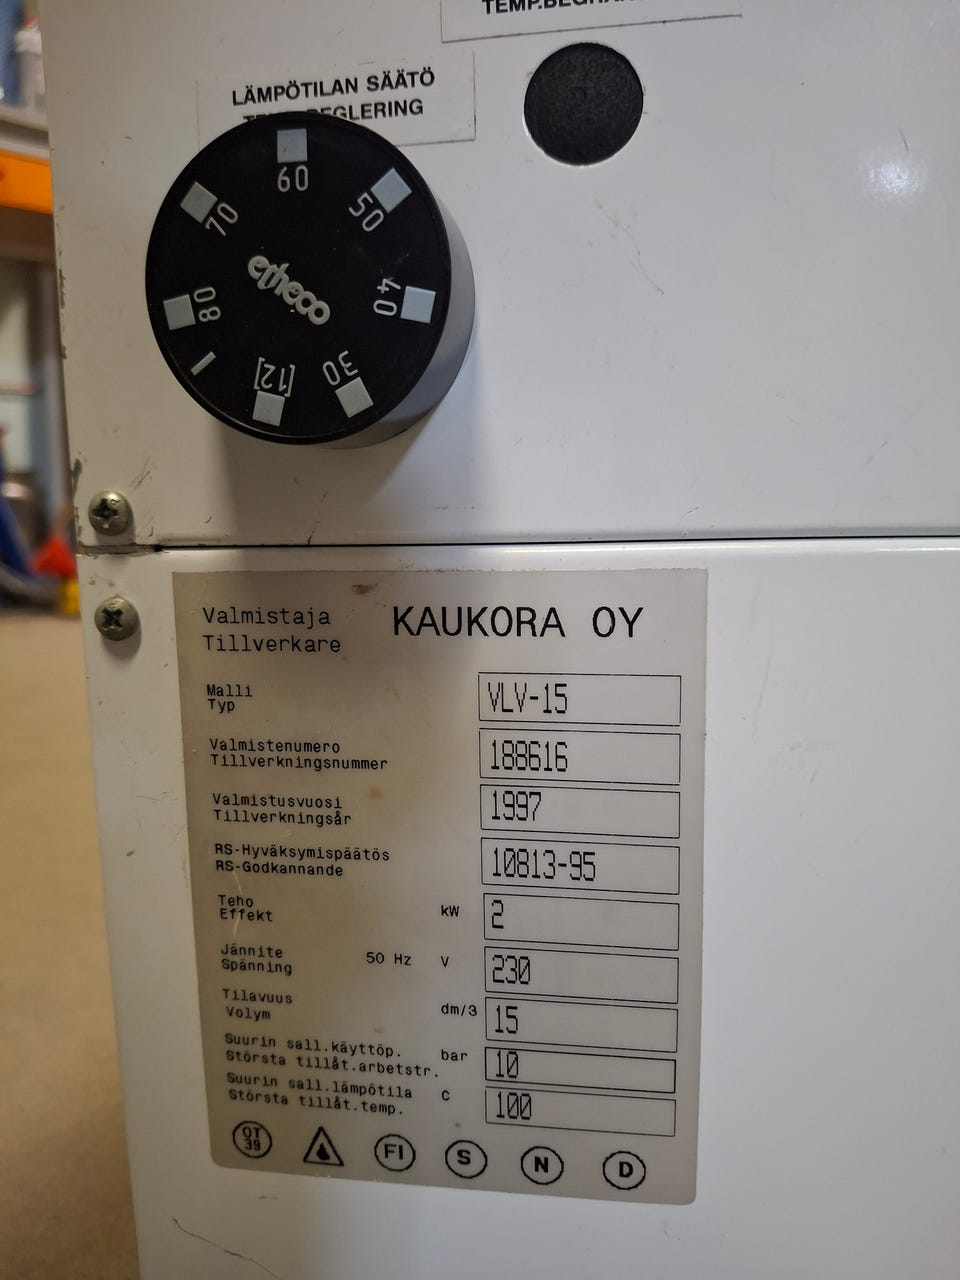 LÄMPÖTILAN SÄÄTÖ
60
50
40
30
[12]
80
70
etheco
Valmistaja KAUKORA OY
Tillverkare
Malli VLV-15
Typ
Valmistenumero 188616
Tillverkningsnummer
Valmistusvuosi 1997
Tillverkningsår
RS-Hyväksymispäätös 10813-95
RS-Godkannande
Teho kW 2
Effekt
Jännite 50 Hz V 230
Spänning
Tilavuus dm/3 15
Volym
Suurin sall.käyttöp. bar 10
Största tillåt.arbetstr.
Suurin sall.lämpötila C 100
Största tillåt.temp.
OT 39 FI S N D